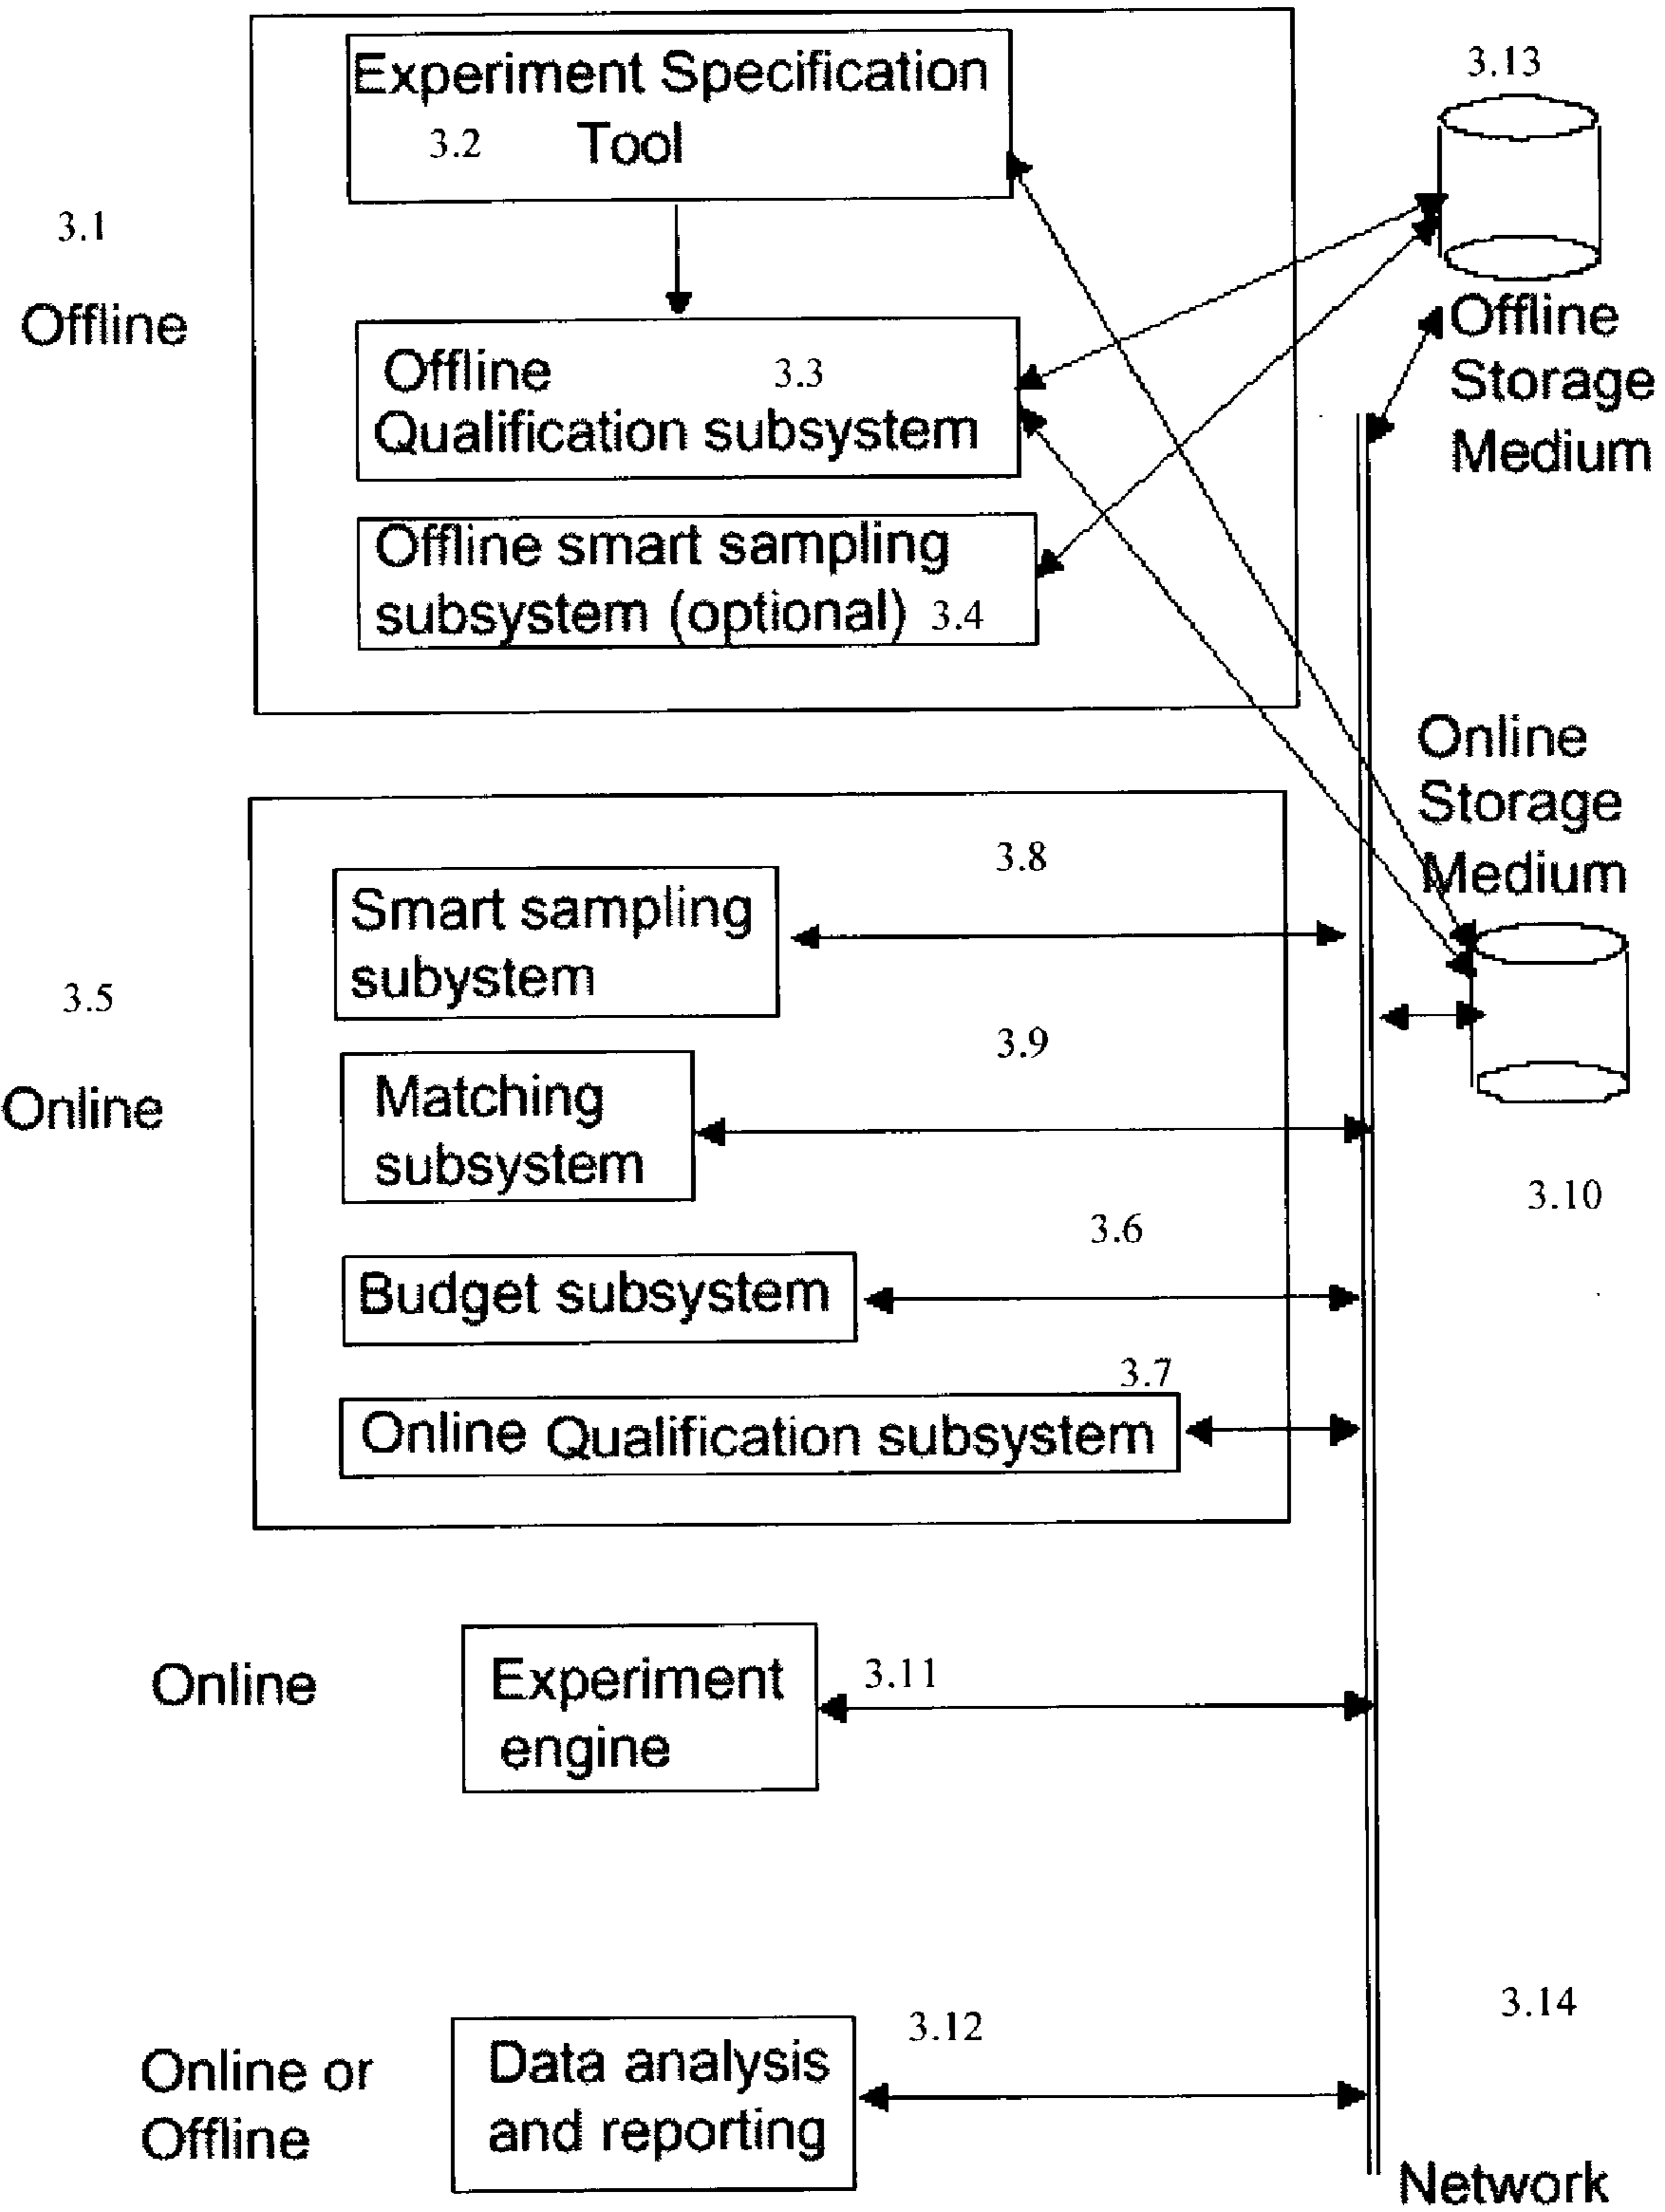 Experiment Specification
3.2 Tool
3.13
3.1
Offline
Offline 3.3
Qualification subsystem
Offline
Storage
Medium
Offline smart sampling
subsystem (optional) 3.4
Online
Storage
Medium
3.8
Smart sampling
subystem
3.5
Online
3.9
Matching
subsystem
3.10
3.6
Budget subsystem
3.7
Online Qualification subsystem
Online
Experiment
engine
3.11
3.14
3.12
Online or
Offline
Data analysis
and reporting
Network